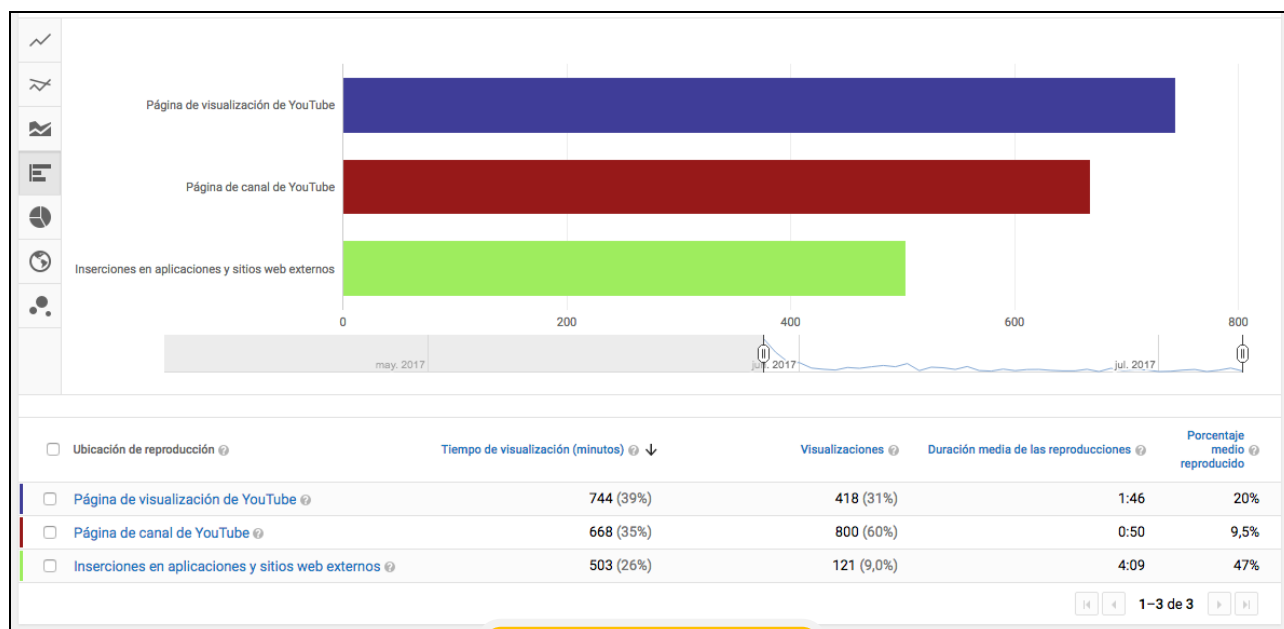 Página de visualización de YouTube
Página de canal de YouTube
Inserciones en aplicaciones y sitios web externos
0 200 400 600 800
may. 2017 2017 jul. 2017
Ubicación de reproducción Tiempo de visualización (minutos) Visualizaciones Duración media de las reproducciones Porcentaje medio reproducido
Página de visualización de YouTube 744 (39%) 418 (31%) 1:46 20%
Página de canal de YouTube 668 (35%) 800 (60%) 0:50 9,5%
Inserciones en aplicaciones y sitios web externos 503 (26%) 121 (9,0%) 4:09 47%
1–3 de 3